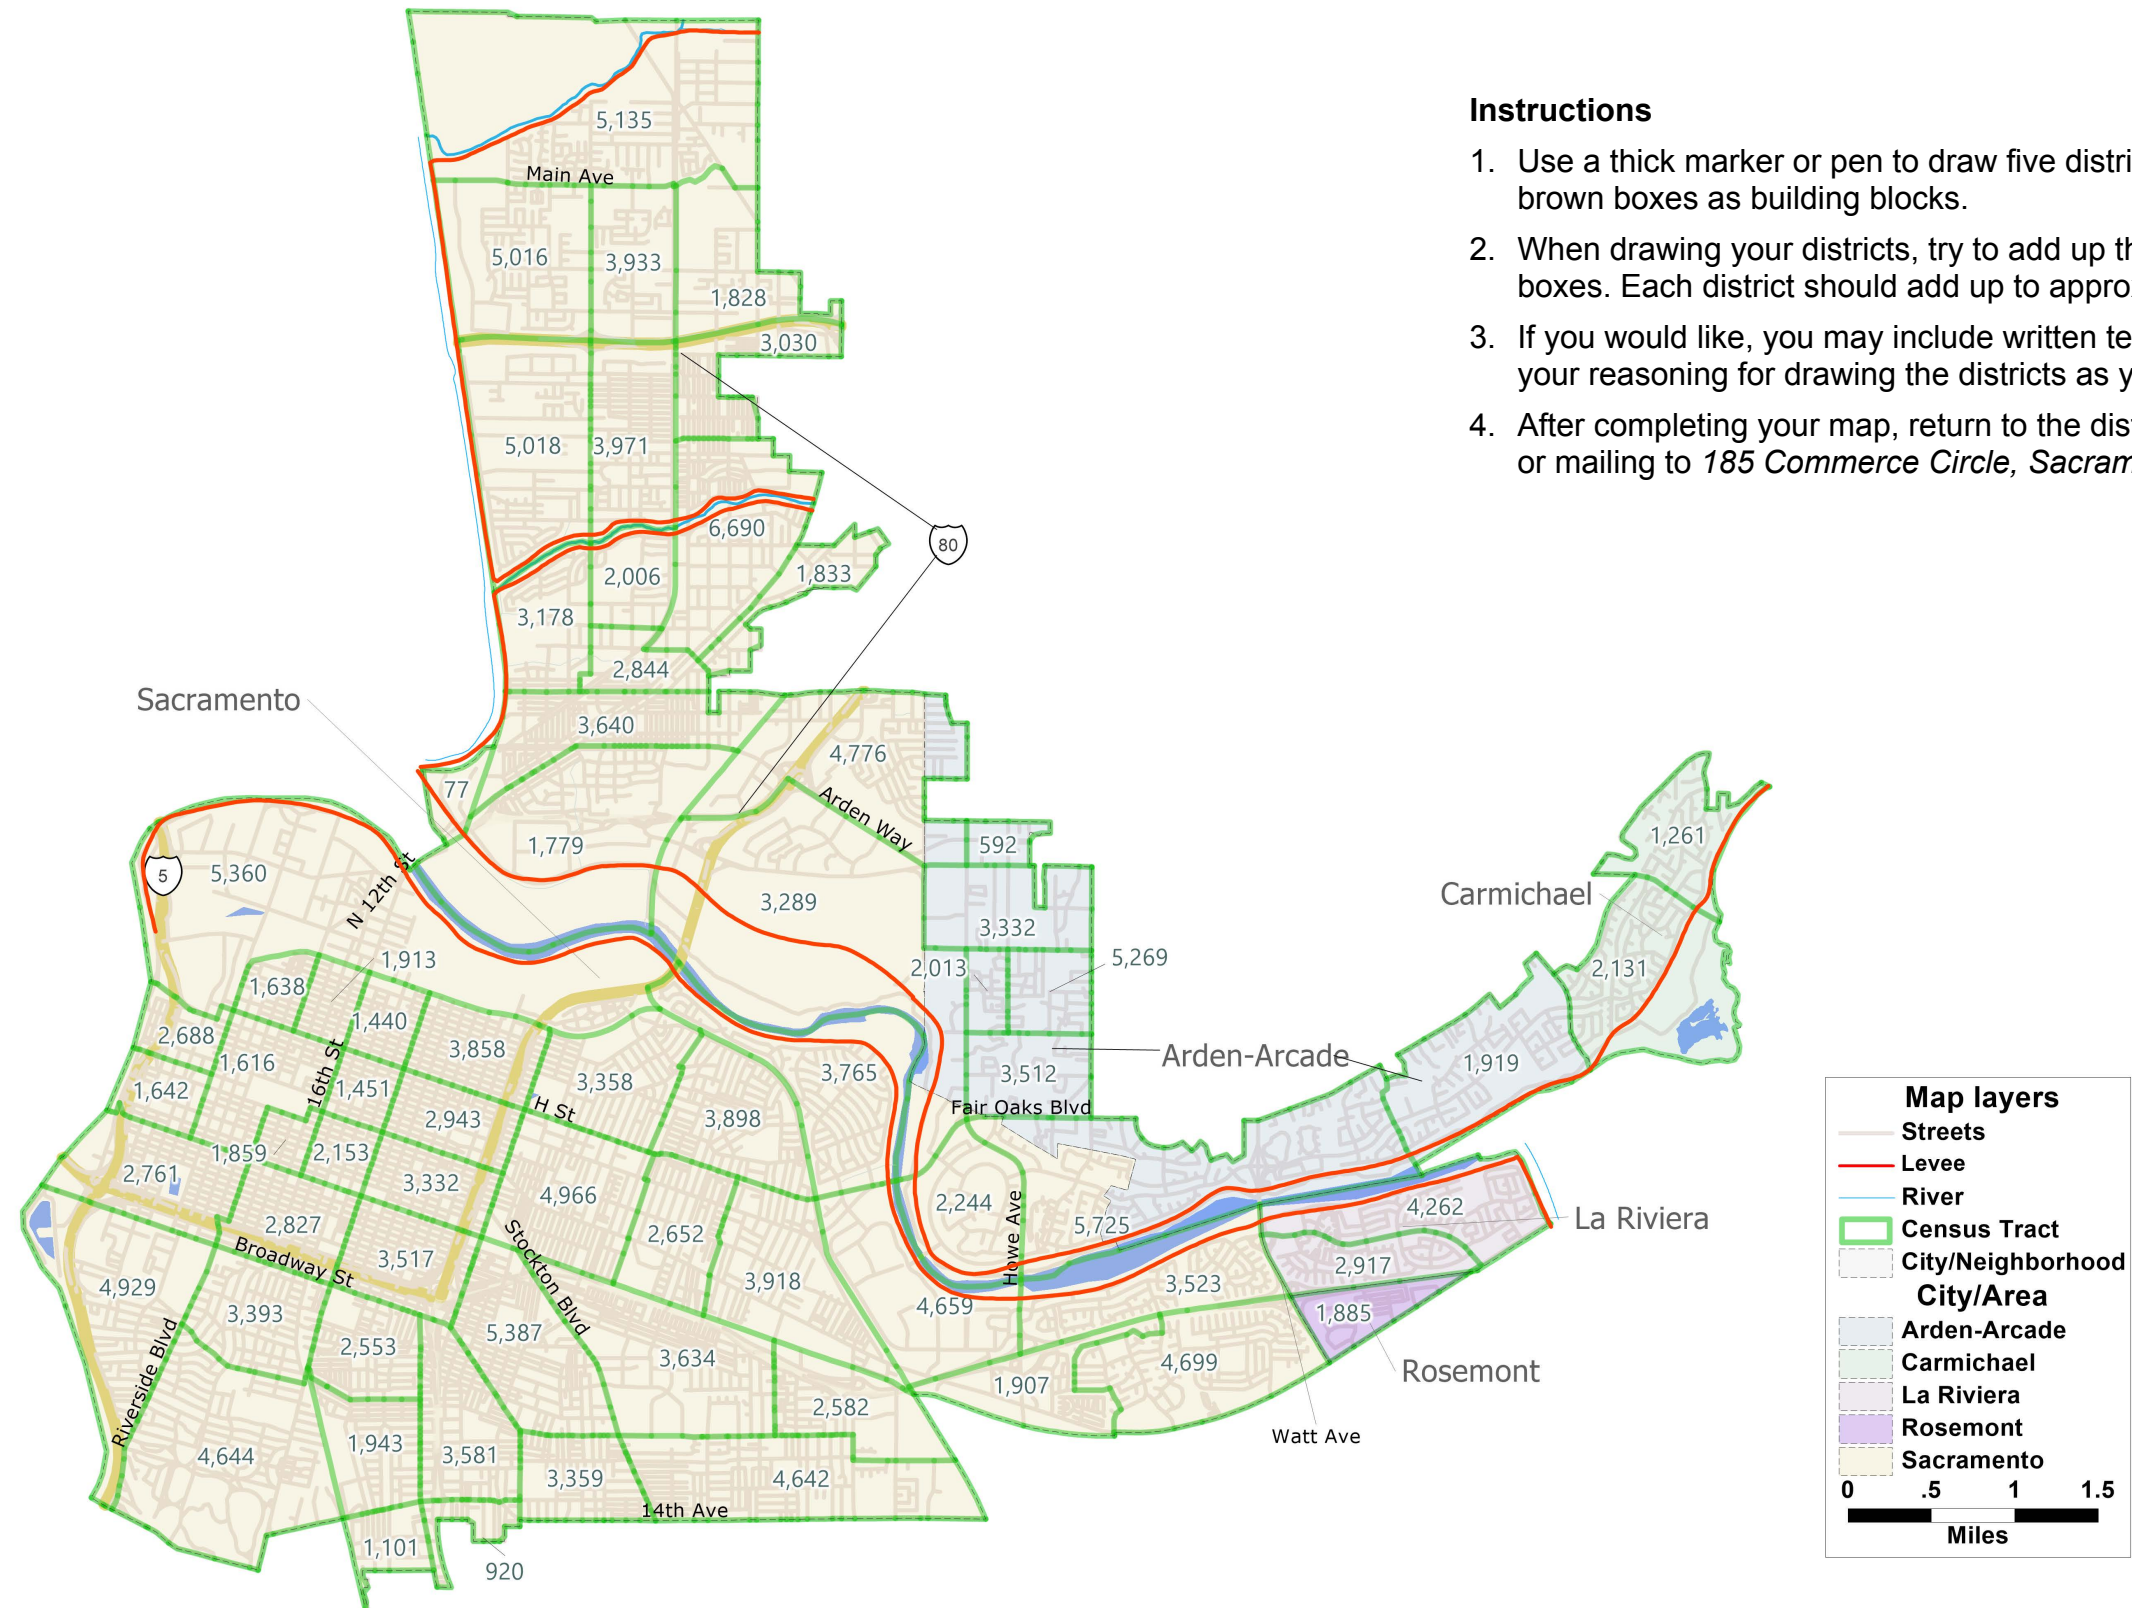 Instructions
1. Use a thick marker or pen to draw five distri
brown boxes as building blocks.
2. When drawing your districts, try to add up th
boxes. Each district should add up to appro
3. If you would like, you may include written te
your reasoning for drawing the districts as y
4. After completing your map, return to the dis
or mailing to 185 Commerce Circle, Sacram
5,135
Main Ave
5,016
3,933
1,828
3,030
5,018
3,971
6,690
80
2,006
1,833
3,178
2,844
Sacramento
3,640
4,776
77
Arden Way
1,779
592
1,261
5
5,360
N 12th St
3,289
Carmichael
3,332
1,913
2,013
5,269
2,131
1,638
1,440
2,688
3,858
1,616
16th St
3,765
Arden-Arcade
1,919
3,358
3,512
1,642
1,451
H St
Fair Oaks Blvd
2,943
3,898
1,859
2,153
2,761
3,332
4,966
2,244
Howe Ave
5,725
4,262
La Riviera
2,827
2,652
Broadway St
3,517
Stockton Blvd
2,917
4,929
3,918
3,523
3,393
4,659
1,885
5,387
2,553
3,634
4,699
Rosemont
Riverside Blvd
1,907
2,582
Watt Ave
1,943
4,644
3,581
3,359
4,642
14th Ave
1,101
920
Map layers
Streets
Levee
River
Census Tract
City/Neighborhood
City/Area
Arden-Arcade
Carmichael
La Riviera
Rosemont
Sacramento
0 .5 1 1.5
Miles